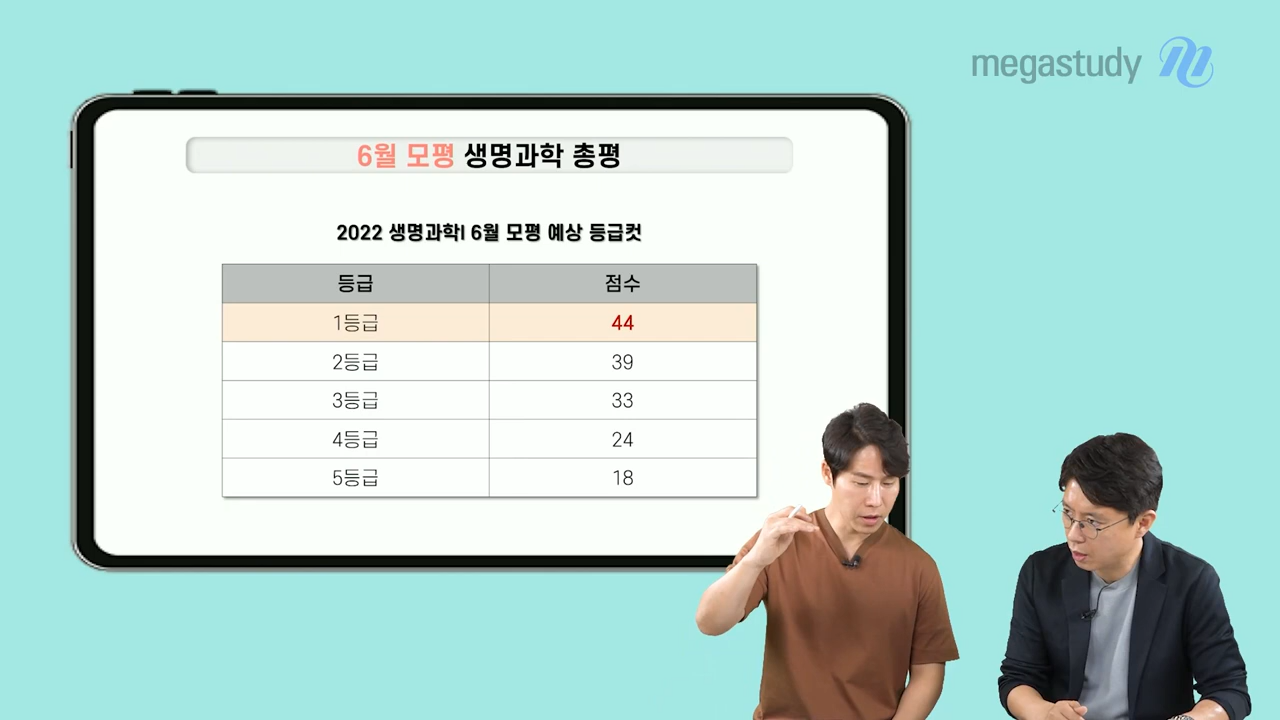 megastudy
6월 모평 생명과학 총평
2022 생명과학I 6월 모평 예상 등급컷
등급 점수
1등급 44
2등급 39
3등급 33
4등급 24
5등급 18